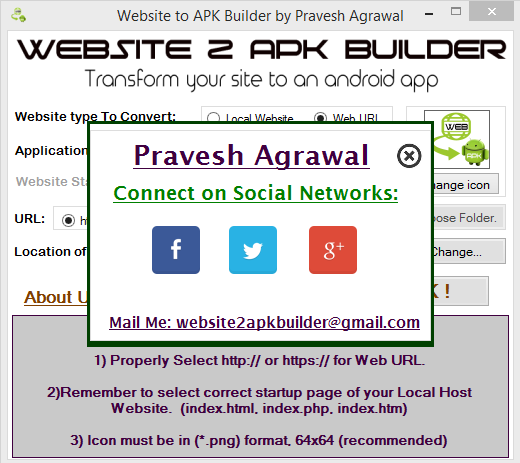 Website to APK Builder by Pravesh Agrawal
WEBSITE 2 APK BUILDER
Transform your site to an android app
Website type To Convert:
Local Website
Web URL
WEB
Application
Pravesh Agrawal
Website Sta
Connect on Social Networks:
hange icon
URL:
oose Folder.
f
g+
Location of
Change...
About U
K !
Mail Me: website2apkbuilder@gmail.com
1) Properly Select http:// or https:// for Web URL.
2)Remember to select correct startup page of your Local Host
Website. (index.html, index.php, index.htm)
3) Icon must be in (*.png) format, 64x64 (recommended)